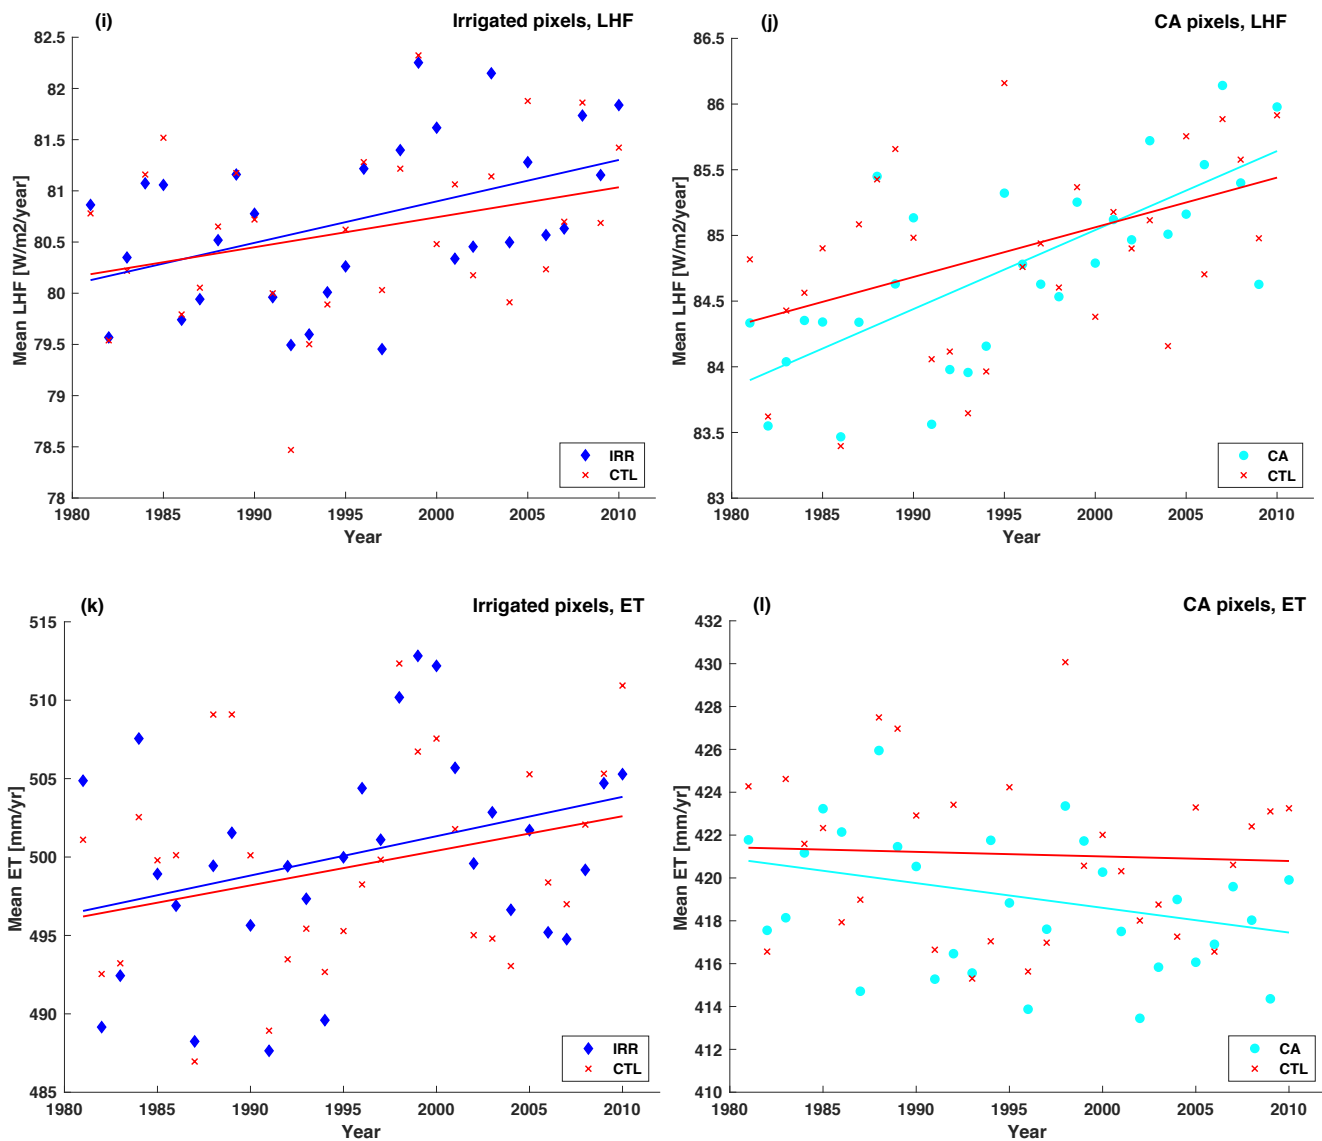 (i)
Irrigated pixels, LHF
82.5
82
81.5
81
80.5
80
79.5
79
78.5
78
Mean LHF [W/m2/year]
IRR
CTL
1980 1985 1990 1995 2000 2005 2010
Year
(j)
CA pixels, LHF
86.5
86
85.5
85
84.5
84
83.5
83
Mean LHF [W/m2/year]
CA
CTL
1980 1985 1990 1995 2000 2005 2010
Year
(k)
Irrigated pixels, ET
515
510
505
500
495
490
485
Mean ET [mm/yr]
IRR
CTL
1980 1985 1990 1995 2000 2005 2010
Year
(l)
CA pixels, ET
432
430
428
426
424
422
420
418
416
414
412
410
Mean ET [mm/yr]
CA
CTL
1980 1985 1990 1995 2000 2005 2010
Year